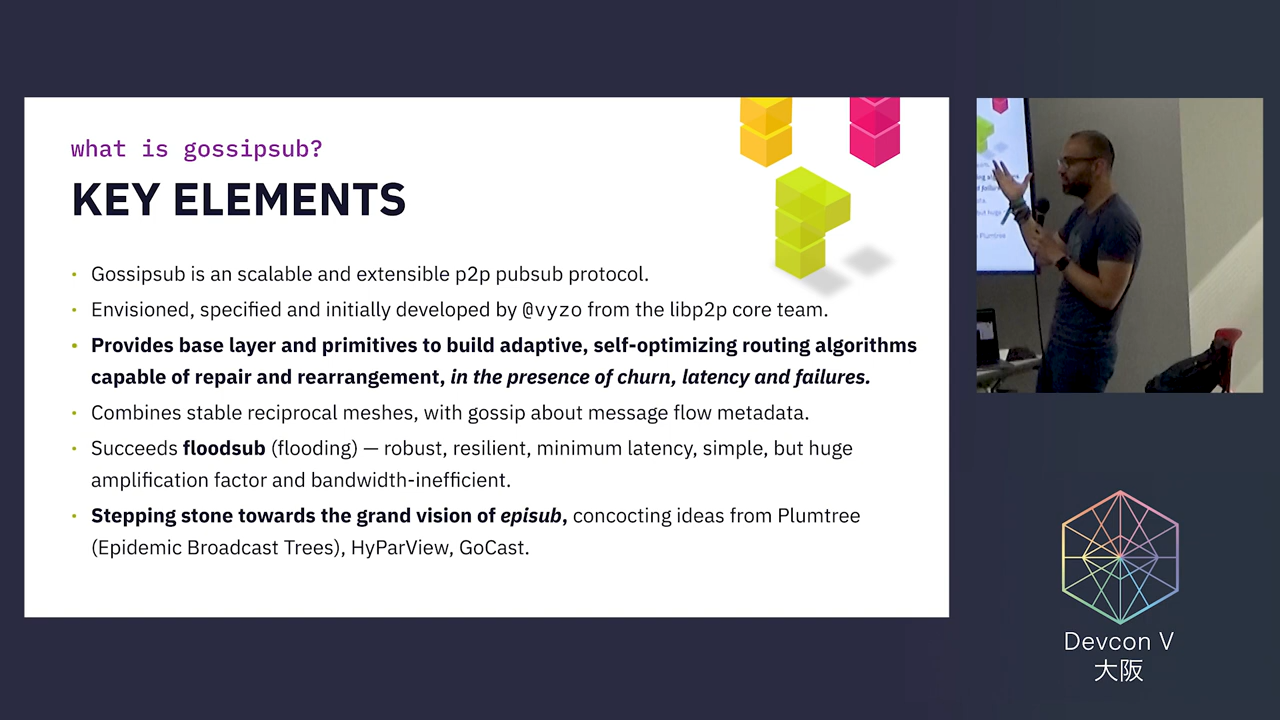 what is gossipsub?
KEY ELEMENTS
• Gossipsub is an scalable and extensible p2p pubsub protocol.
• Envisioned, specified and initially developed by @vyzo from the libp2p core team.
• Provides base layer and primitives to build adaptive, self-optimizing routing algorithms
capable of repair and rearrangement, in the presence of churn, latency and failures.
• Combines stable reciprocal meshes, with gossip about message flow metadata.
• Succeeds floodsub (flooding) — robust, resilient, minimum latency, simple, but huge
amplification factor and bandwidth-inefficient.
• Stepping stone towards the grand vision of episub, concocting ideas from Plumtree
(Epidemic Broadcast Trees), HyParView, GoCast.
Devcon V
大阪